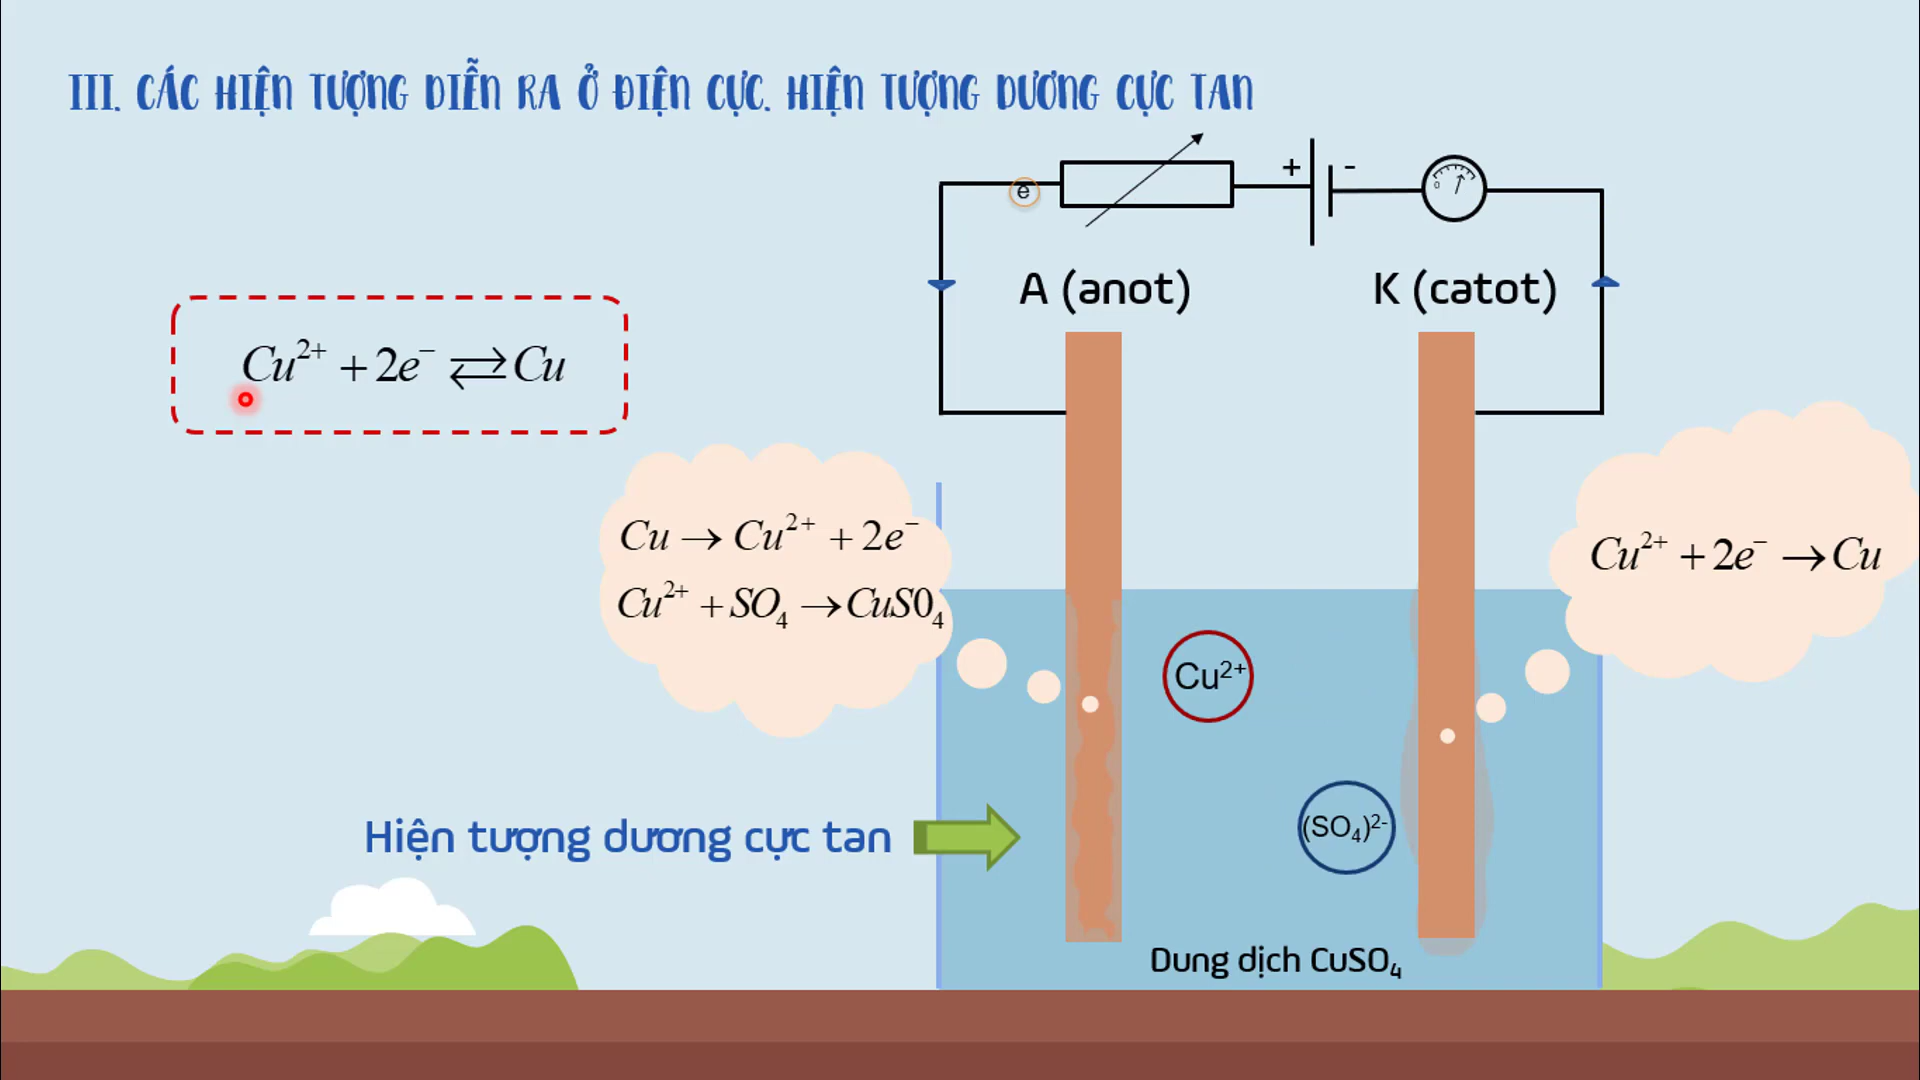 III. CÁC HIỆN TƯỢNG DIỄN RA Ở ĐIỆN CỰC. HIỆN TƯỢNG DƯƠNG CỰC TAN
+ -
e
0
A (anot)
K (catot)
Cu²⁺ + 2e⁻ ⇄ Cu
Cu → Cu²⁺ + 2e⁻
Cu²⁺ + SO₄ → CuS0₄
Cu²⁺ + 2e⁻ → Cu
Cu²⁺
(SO₄)²⁻
Hiện tượng dương cực tan
Dung dịch CuSO₄